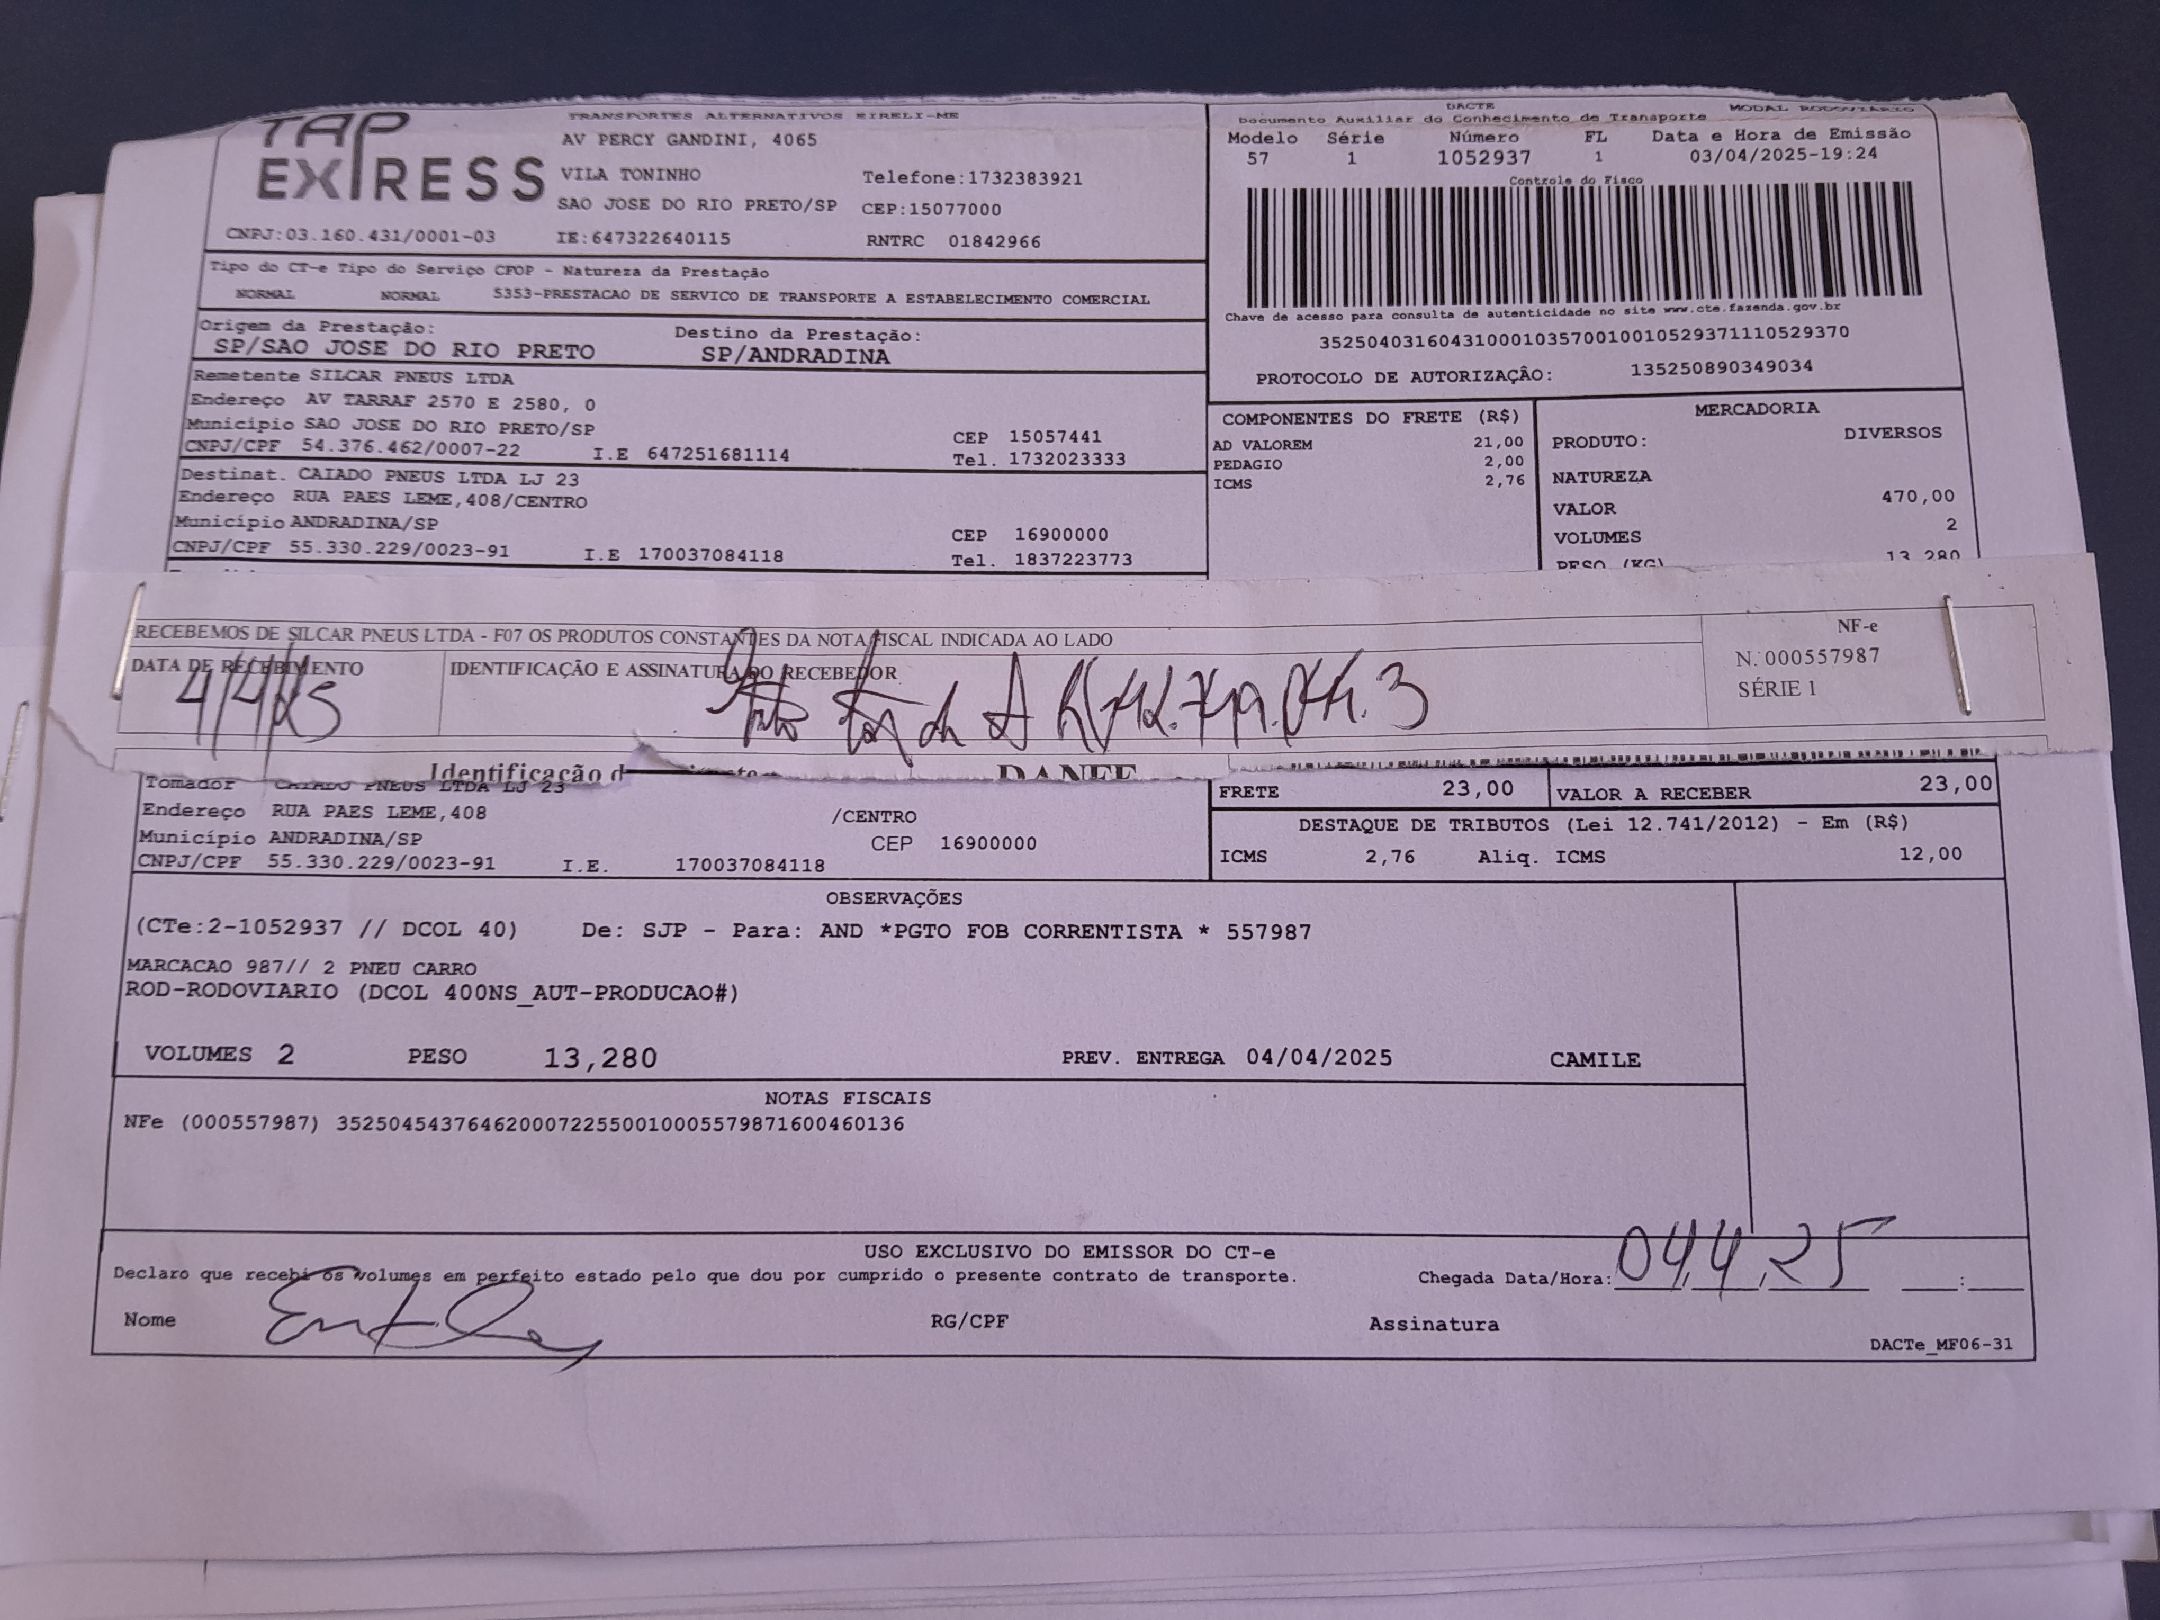 TAP
EXPRESS
TRANSPORTES ALTERNATIVOS EIRELI-ME
AV PERCY GANDINI, 4065
VILA TONINHO Telefone:1732383921
SAO JOSE DO RIO PRETO/SP CEP:15077000
CNPJ:03.160.431/0001-03 IE:647322640115 RNTRC 01842966
Tipo do CT-e Tipo do Serviço CFOP - Natureza da Prestação
NORMAL NORMAL 5353-PRESTACAO DE SERVICO DE TRANSPORTE A ESTABELECIMENTO COMERCIAL
Origem da Prestação: Destino da Prestação:
SP/SAO JOSE DO RIO PRETO SP/ANDRADINA
Remetente SILCAR PNEUS LTDA
Endereço AV TARRAF 2570 E 2580, 0
Município SAO JOSE DO RIO PRETO/SP CEP 15057441
CNPJ/CPF 54.376.462/0007-22 I.E 647251681114 Tel. 1732023333
Destinat. CAIADO PNEUS LTDA LJ 23
Endereço RUA PAES LEME,408/CENTRO
Município ANDRADINA/SP CEP 16900000
CNPJ/CPF 55.330.229/0023-91 I.E 170037084118 Tel. 1837223773
DACTE MODAL RODOVIÁRIO
Documento Auxiliar do Conhecimento de Transporte
Modelo Série Número FL Data e Hora de Emissão
57 1 1052937 1 03/04/2025-19:24
Controle do Fisco
Chave de acesso para consulta de autenticidade no site www.cte.fazenda.gov.br
35250403160431000103570010010529371110529370
PROTOCOLO DE AUTORIZAÇÂO: 135250890349034
COMPONENTES DO FRETE (R$)
AD VALOREM 21,00
PEDAGIO 2,00
ICMS 2,76
MERCADORIA
PRODUTO: DIVERSOS
NATUREZA
VALOR 470,00
VOLUMES 2
PESO (KG) 13,280
RECEBEMOS DE SILCAR PNEUS LTDA - F07 OS PRODUTOS CONSTANTES DA NOTA FISCAL INDICADA AO LADO
DATA DE RECEBIMENTO IDENTIFICAÇÃO E ASSINATURA DO RECEBEDOR
4/4/25
NF-e
N. 000557987
SÉRIE 1
DANFE
Tomador CAIADO PNEUS LTDA LJ 23
Endereço RUA PAES LEME,408 /CENTRO
Município ANDRADINA/SP CEP 16900000
CNPJ/CPF 55.330.229/0023-91 I.E. 170037084118
FRETE 23,00 VALOR A RECEBER 23,00
DESTAQUE DE TRIBUTOS (Lei 12.741/2012) - Em (R$)
ICMS 2,76 Aliq. ICMS 12,00
OBSERVAÇÕES
(CTe:2-1052937 // DCOL 40) De: SJP - Para: AND *PGTO FOB CORRENTISTA * 557987
MARCACAO 987// 2 PNEU CARRO
ROD-RODOVIARIO (DCOL 400NS_AUT-PRODUCAO#)
VOLUMES 2 PESO 13,280 PREV. ENTREGA 04/04/2025 CAMILE
NOTAS FISCAIS
NFe (000557987) 35250454376462000722550010005579871600460136
USO EXCLUSIVO DO EMISSOR DO CT-e
Declaro que recebi os volumes em perfeito estado pelo que dou por cumprido o presente contrato de transporte. Chegada Data/Hora: 04,4,25 :
Nome RG/CPF Assinatura
DACTe_MF06-31